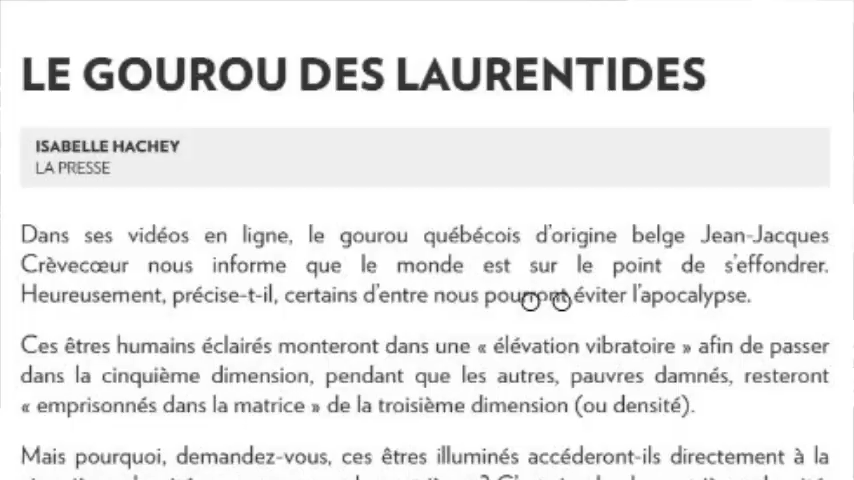 LE GOUROU DES LAURENTIDES
ISABELLE HACHEY
LA PRESSE
Dans ses vidéos en ligne, le gourou québécois d'origine belge Jean-Jacques
Crèvecœur nous informe que le monde est sur le point de s'effondrer.
Heureusement, précise-t-il, certains d'entre nous pourront éviter l'apocalypse.
Ces êtres humains éclairés monteront dans une « élévation vibratoire » afin de passer
dans la cinquième dimension, pendant que les autres, pauvres damnés, resteront
« emprisonnés dans la matrice » de la troisième dimension (ou densité).
Mais pourquoi, demandez-vous, ces êtres illuminés accéderont-ils directement à la